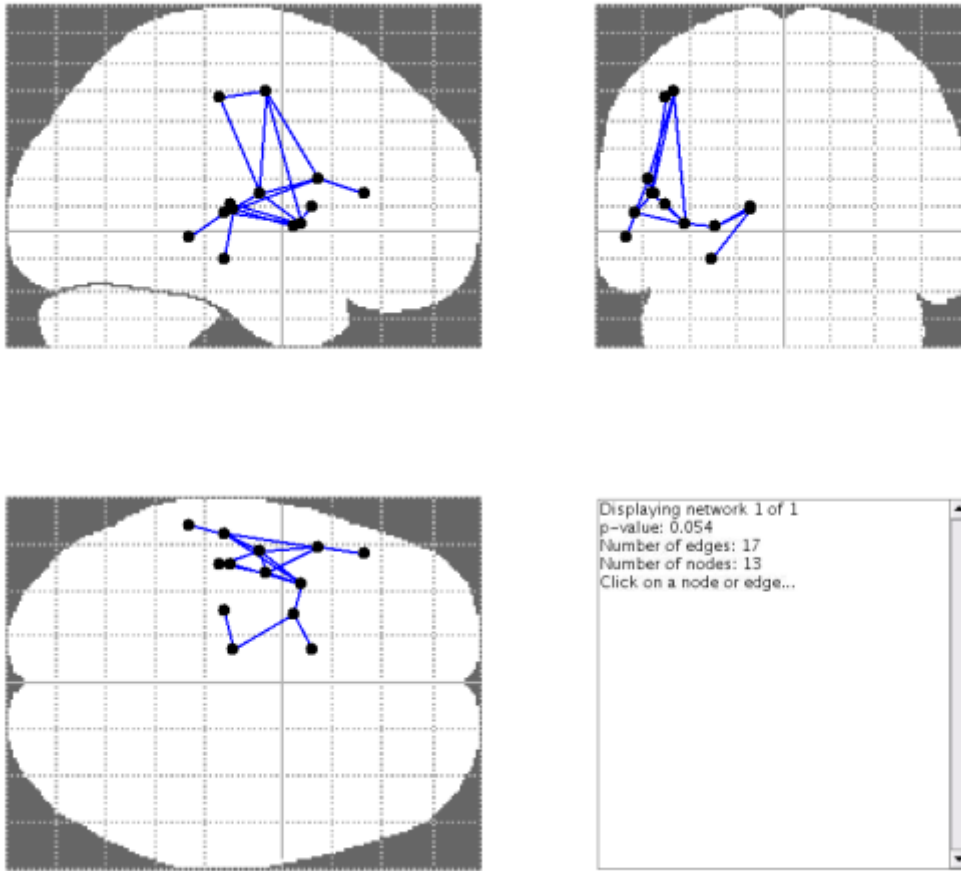 Displaying network 1 of 1
p-value: 0.054
Number of edges: 17
Number of nodes: 13
Click on a node or edge...